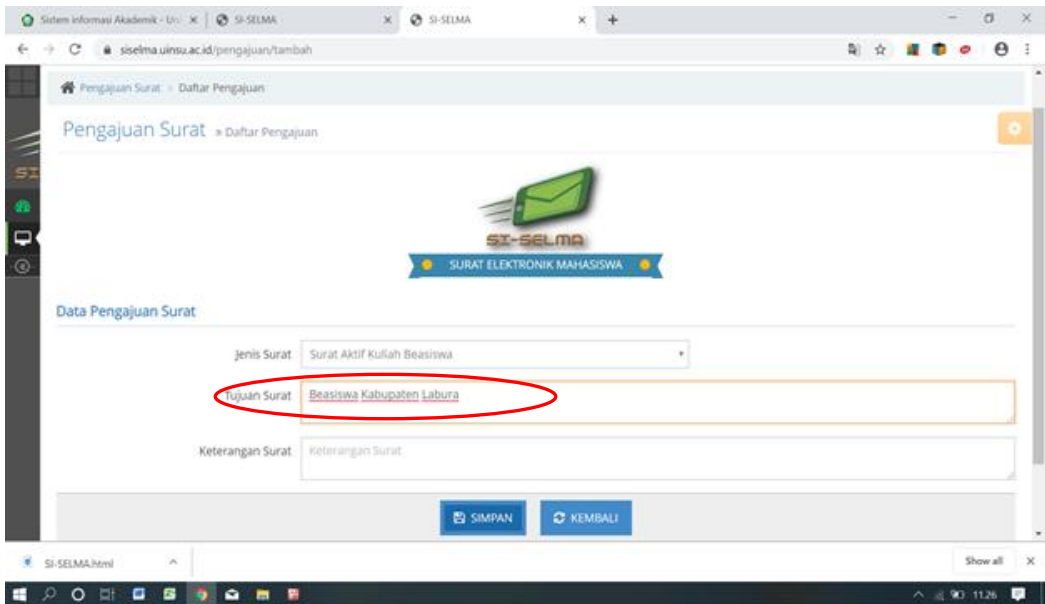 Sistem informasi Akademik - Uni
SI-SELMA
SI-SELMA
siselma.uinsu.ac.id/pengajuan/tambah
Pengajuan Surat > Daftar Pengajuan
Pengajuan Surat » Daftar Pengajuan
SI
SI-SELMA
SURAT ELEKTRONIK MAHASISWA
Data Pengajuan Surat
Jenis Surat Surat Aktif Kuliah Beasiswa
Tujuan Surat Beasiswa Kabupaten Labura
Keterangan Surat Keterangan Surat
SIMPAN KEMBALI
SI-SELMA.html Show all
11.26